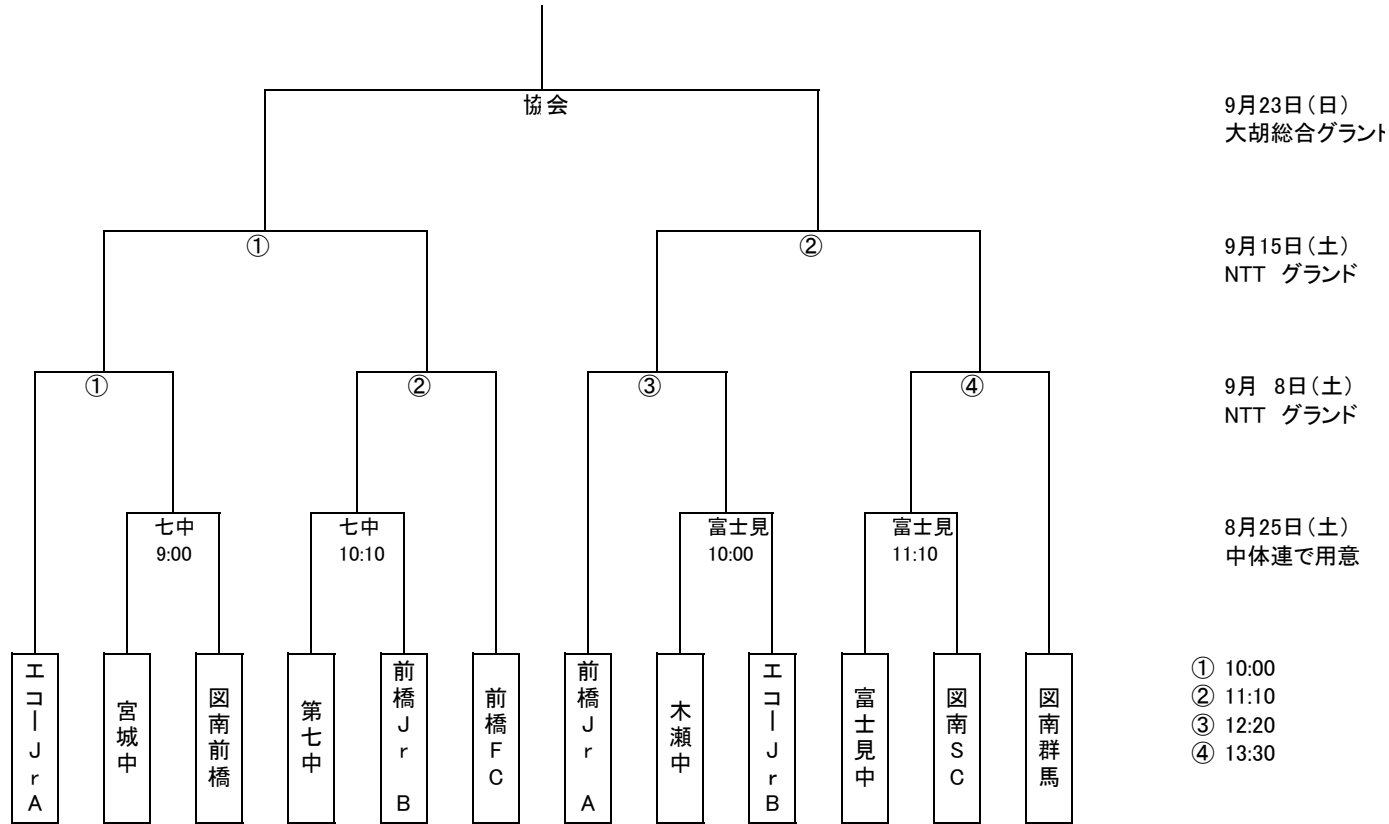 協会
9月23日(日)
大胡総合グランド
①
②
9月15日(土)
NTT グランド
①
②
③
④
9月 8日(土)
NTT グランド
七中
9:00
七中
10:10
富士見
10:00
富士見
11:10
8月25日(土)
中体連で用意
エコーJrA
宮城中
図南前橋
第七中
前橋Jr B
前橋FC
前橋Jr A
木瀬中
エコーJrB
富士見中
図南SC
図南群馬
① 10:00
② 11:10
③ 12:20
④ 13:30